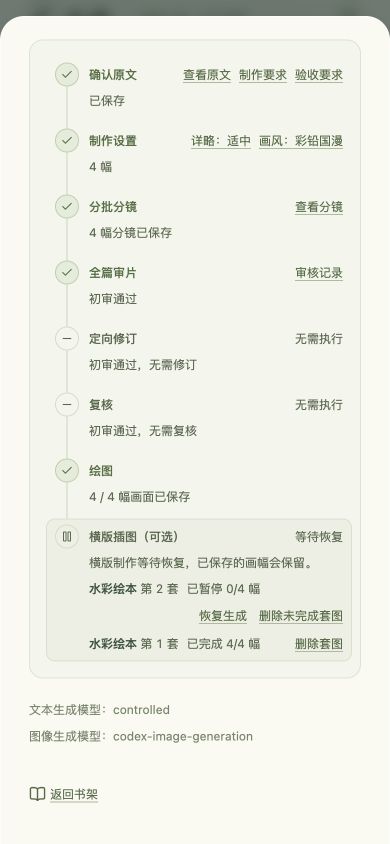 确认原文 查看原文 制作要求 验收要求
已保存
制作设置 详略：适中 画风：彩铅国漫
4 幅
分批分镜 查看分镜
4 幅分镜已保存
全篇审片 审核记录
初审通过
定向修订 无需执行
初审通过，无需修订
复核 无需执行
初审通过，无需复核
绘图
4 / 4 幅画面已保存
横版插图（可选） 等待恢复
横版制作等待恢复，已保存的画幅会保留。
水彩绘本 第 2 套 已暂停 0/4 幅
恢复生成 删除未完成套图
水彩绘本 第 1 套 已完成 4/4 幅 删除套图
文本生成模型：controlled
图像生成模型：codex-image-generation
返回书架